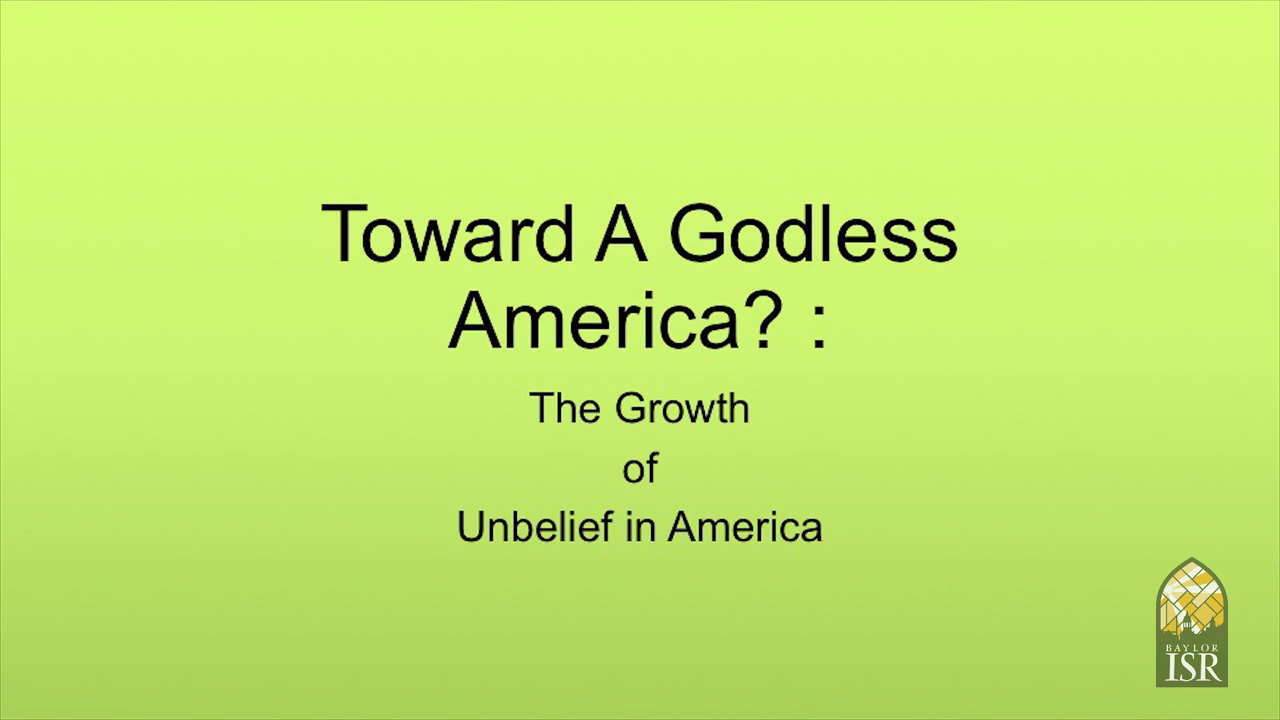 Toward A Godless
America? :
The Growth
of
Unbelief in America
BAYLOR
ISR